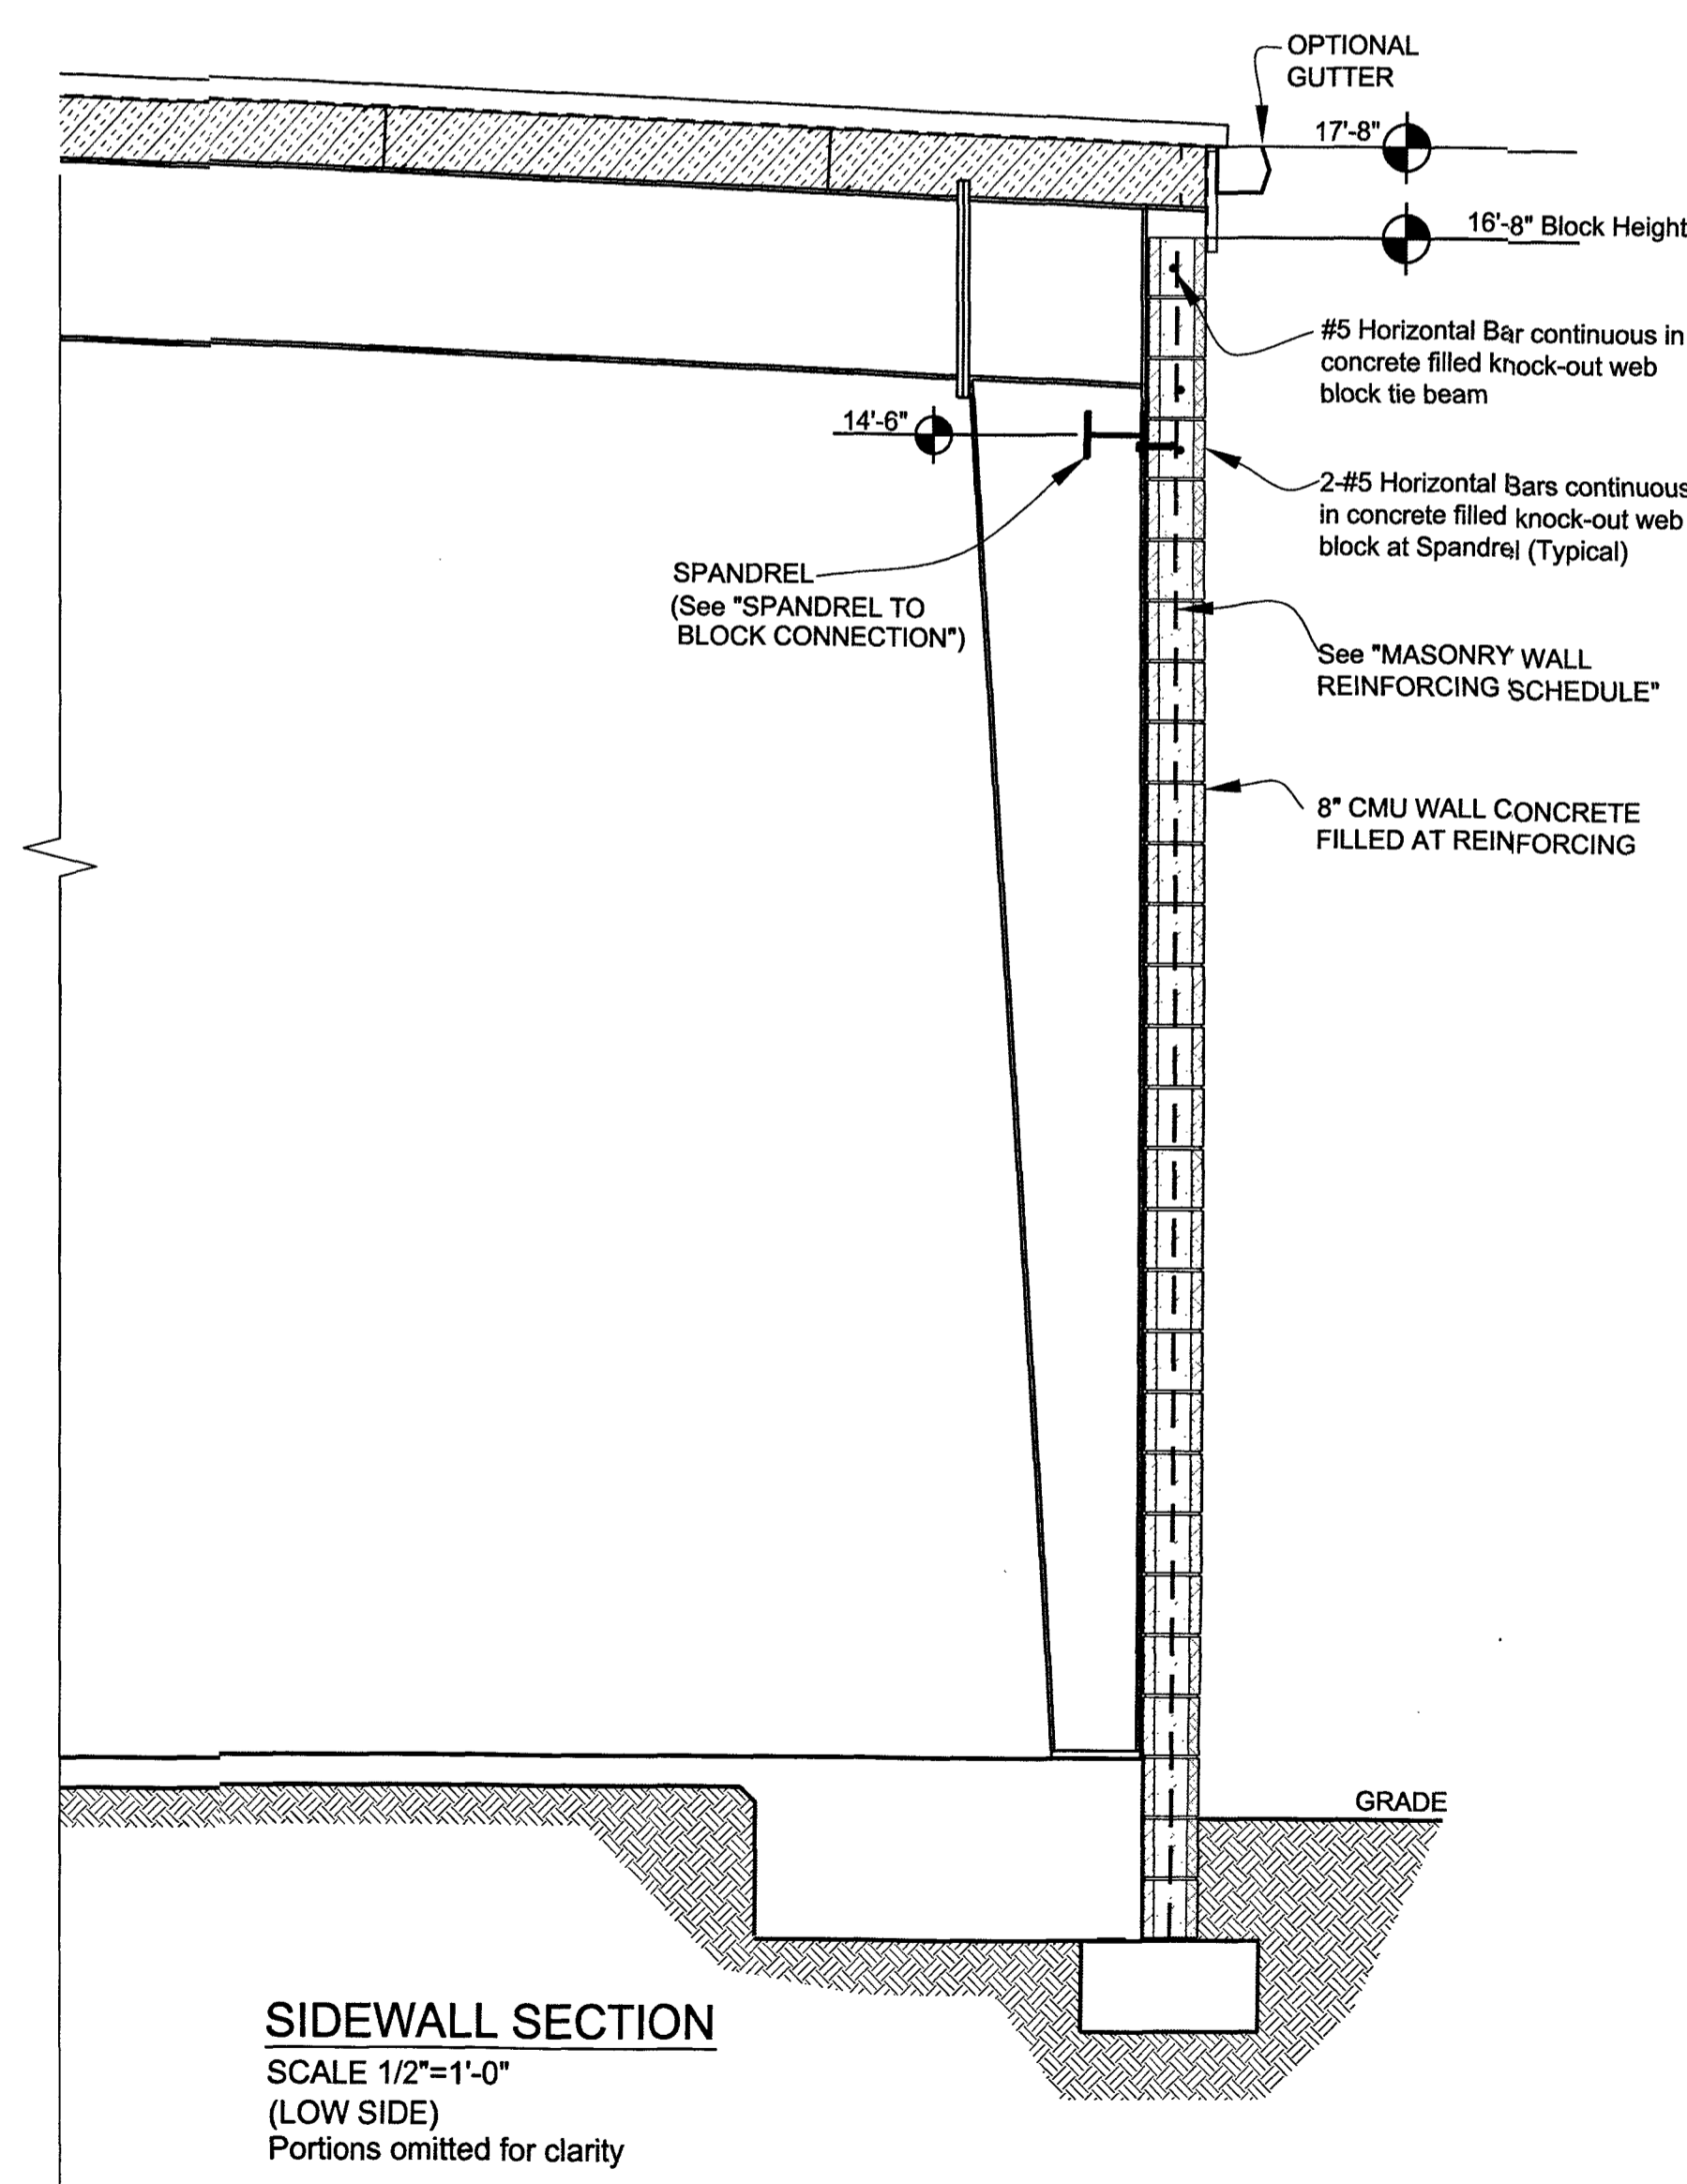 OPTIONAL
GUTTER
17'-8"
16'-8" Block Height
#5 Horizontal Bar continuous in
concrete filled knock-out web
block tie beam
14'-6"
2-#5 Horizontal Bars continuous
in concrete filled knock-out web
block at Spandrel (Typical)
SPANDREL
(See "SPANDREL TO
BLOCK CONNECTION")
See "MASONRY WALL
REINFORCING SCHEDULE"
8" CMU WALL CONCRETE
FILLED AT REINFORCING
GRADE
SIDEWALL SECTION
SCALE 1/2"=1'-0"
(LOW SIDE)
Portions omitted for clarity